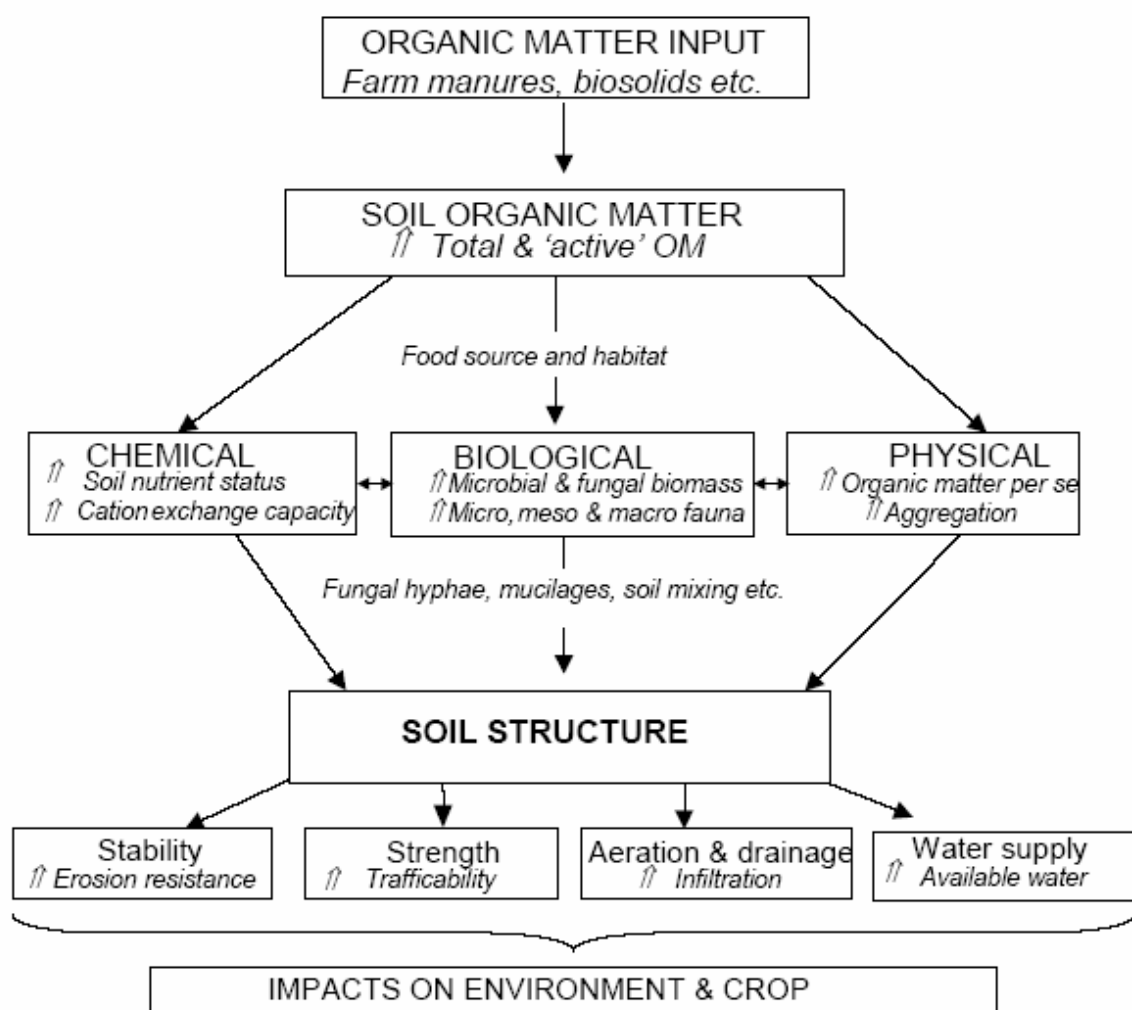 ORGANIC MATTER INPUT
Farm manures, biosolids etc.
SOIL ORGANIC MATTER
⇑ Total & ‘active’ OM
Food source and habitat
CHEMICAL
⇑ Soil nutrient status
⇑ Cation exchange capacity
BIOLOGICAL
⇑ Microbial & fungal biomass
⇑ Micro, meso & macro fauna
PHYSICAL
⇑ Organic matter per se
⇑ Aggregation
Fungal hyphae, mucilages, soil mixing etc.
SOIL STRUCTURE
Stability
⇑ Erosion resistance
Strength
⇑ Trafficability
Aeration & drainage
⇑ Infiltration
Water supply
⇑ Available water
IMPACTS ON ENVIRONMENT & CROP